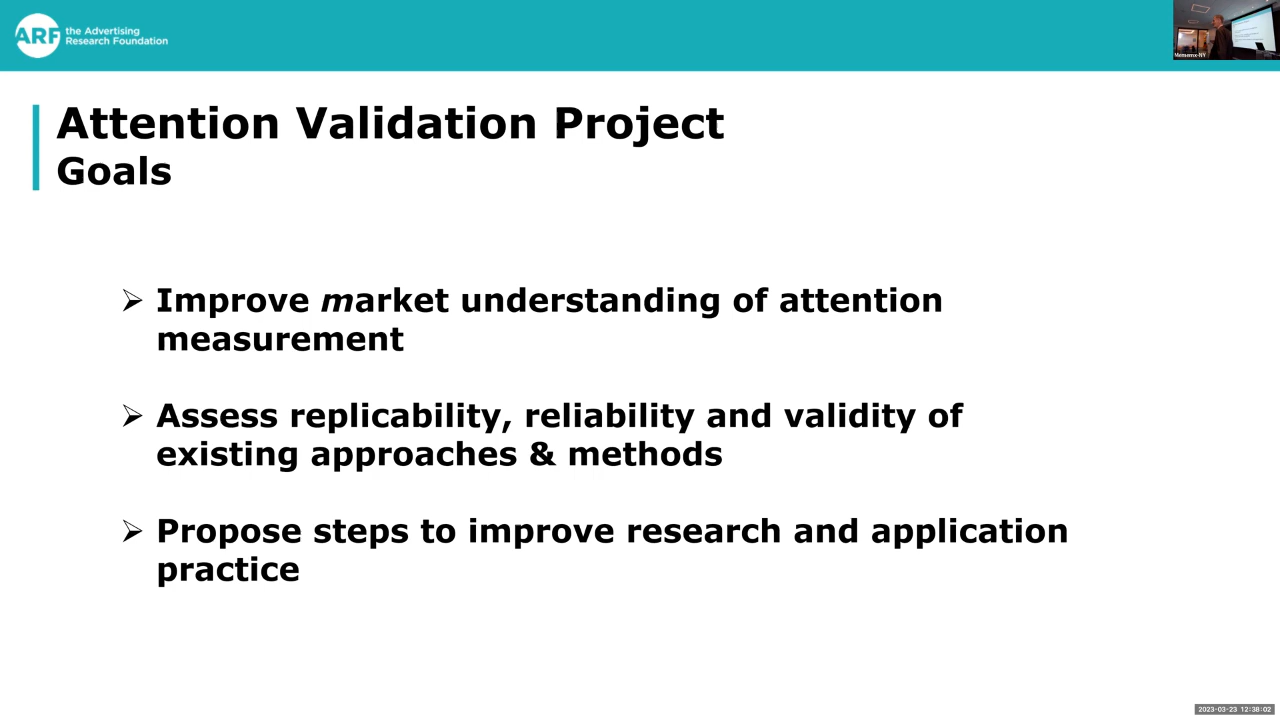 ARF the Advertising
Research Foundation
Attention Validation Project
Goals
➢ Improve market understanding of attention
measurement
➢ Assess replicability, reliability and validity of
existing approaches & methods
➢ Propose steps to improve research and application
practice
2023-03-23 12:38:02